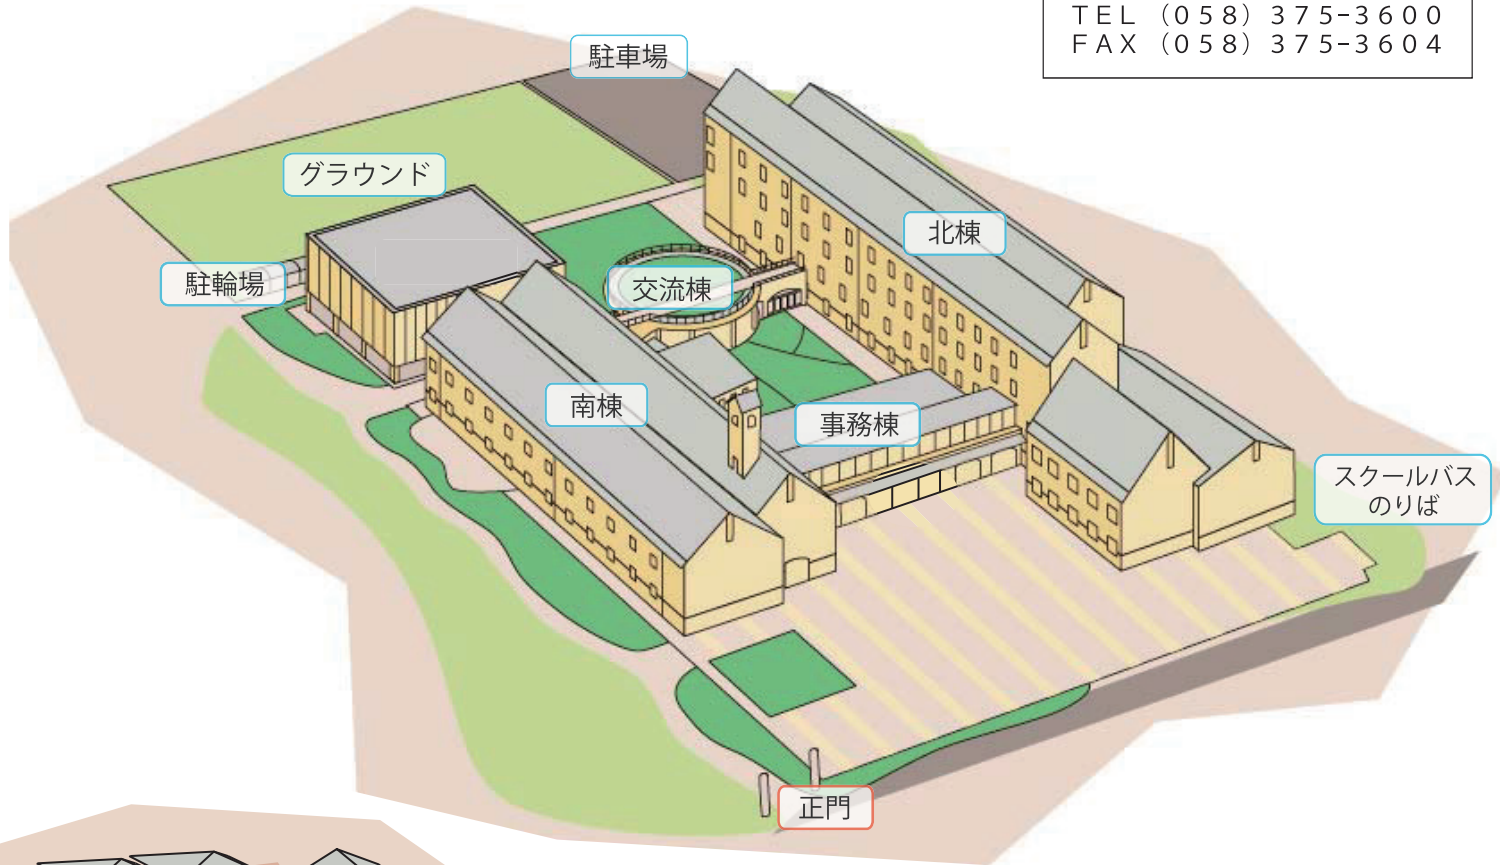 TEL (058) 375-3600
FAX (058) 375-3604
駐車場
グラウンド
北棟
駐輪場
交流棟
南棟
事務棟
スクールバス
のりば
正門